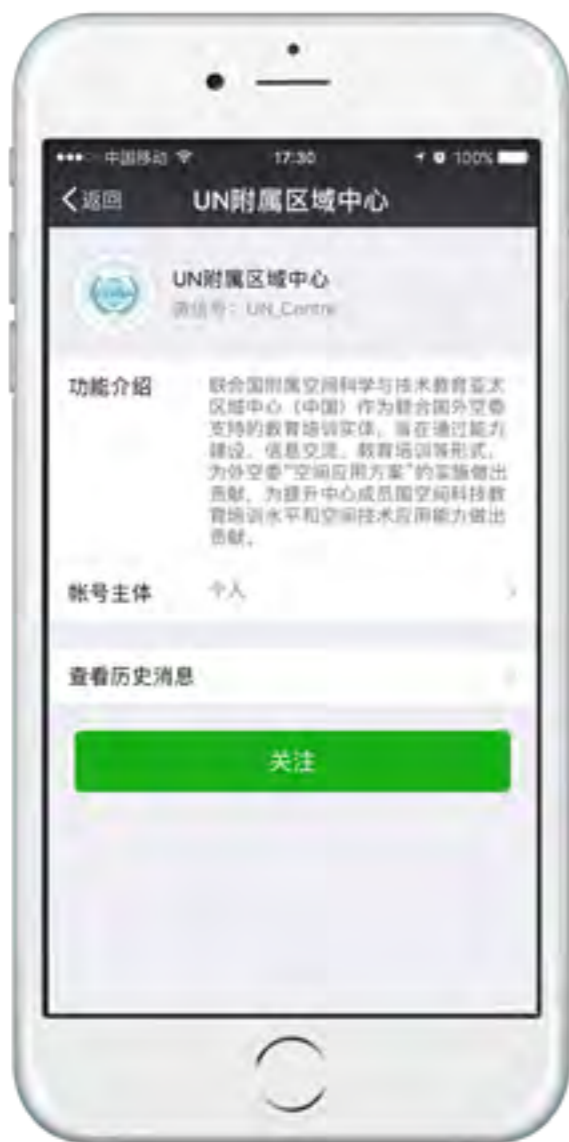 中国移动 17:30 100%
返回 UN附属区域中心
UN附属区域中心
微信号: UN_Centre
功能介绍 联合国附属空间科学与技术教育亚太
区域中心（中国）作为联合国外空委
支持的教育培训实体，旨在通过能力
建设、信息交流、教育培训等形式，
为外空委“空间应用方案”的实施做出
贡献，为提升中心成员国空间科技教
育培训水平和空间技术应用能力做出
贡献。
帐号主体 个人
查看历史消息
关注